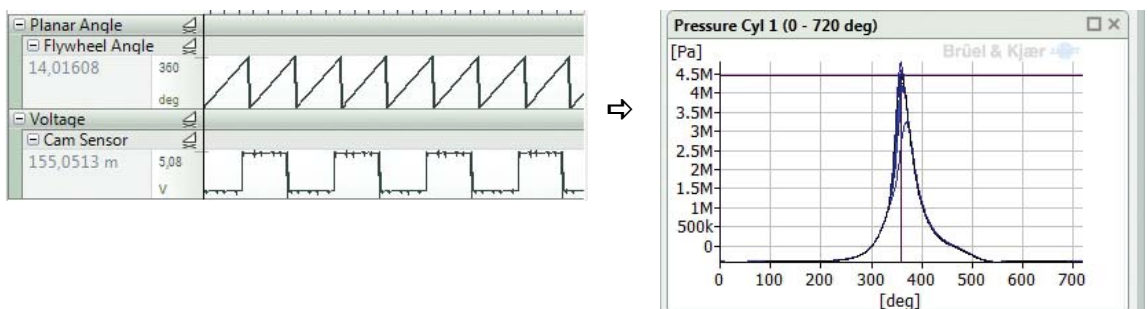 Planar Angle
Flywheel Angle
14,01608
360
deg
Voltage
Cam Sensor
155,0513 m
5,08
V
⇨
Pressure Cyl 1 (0 - 720 deg)
[Pa]
Brüel & Kjær
4.5M
4M
3.5M
3M
2.5M
2M
1.5M
1M
500k
0
0 100 200 300 400 500 600 700
[deg]